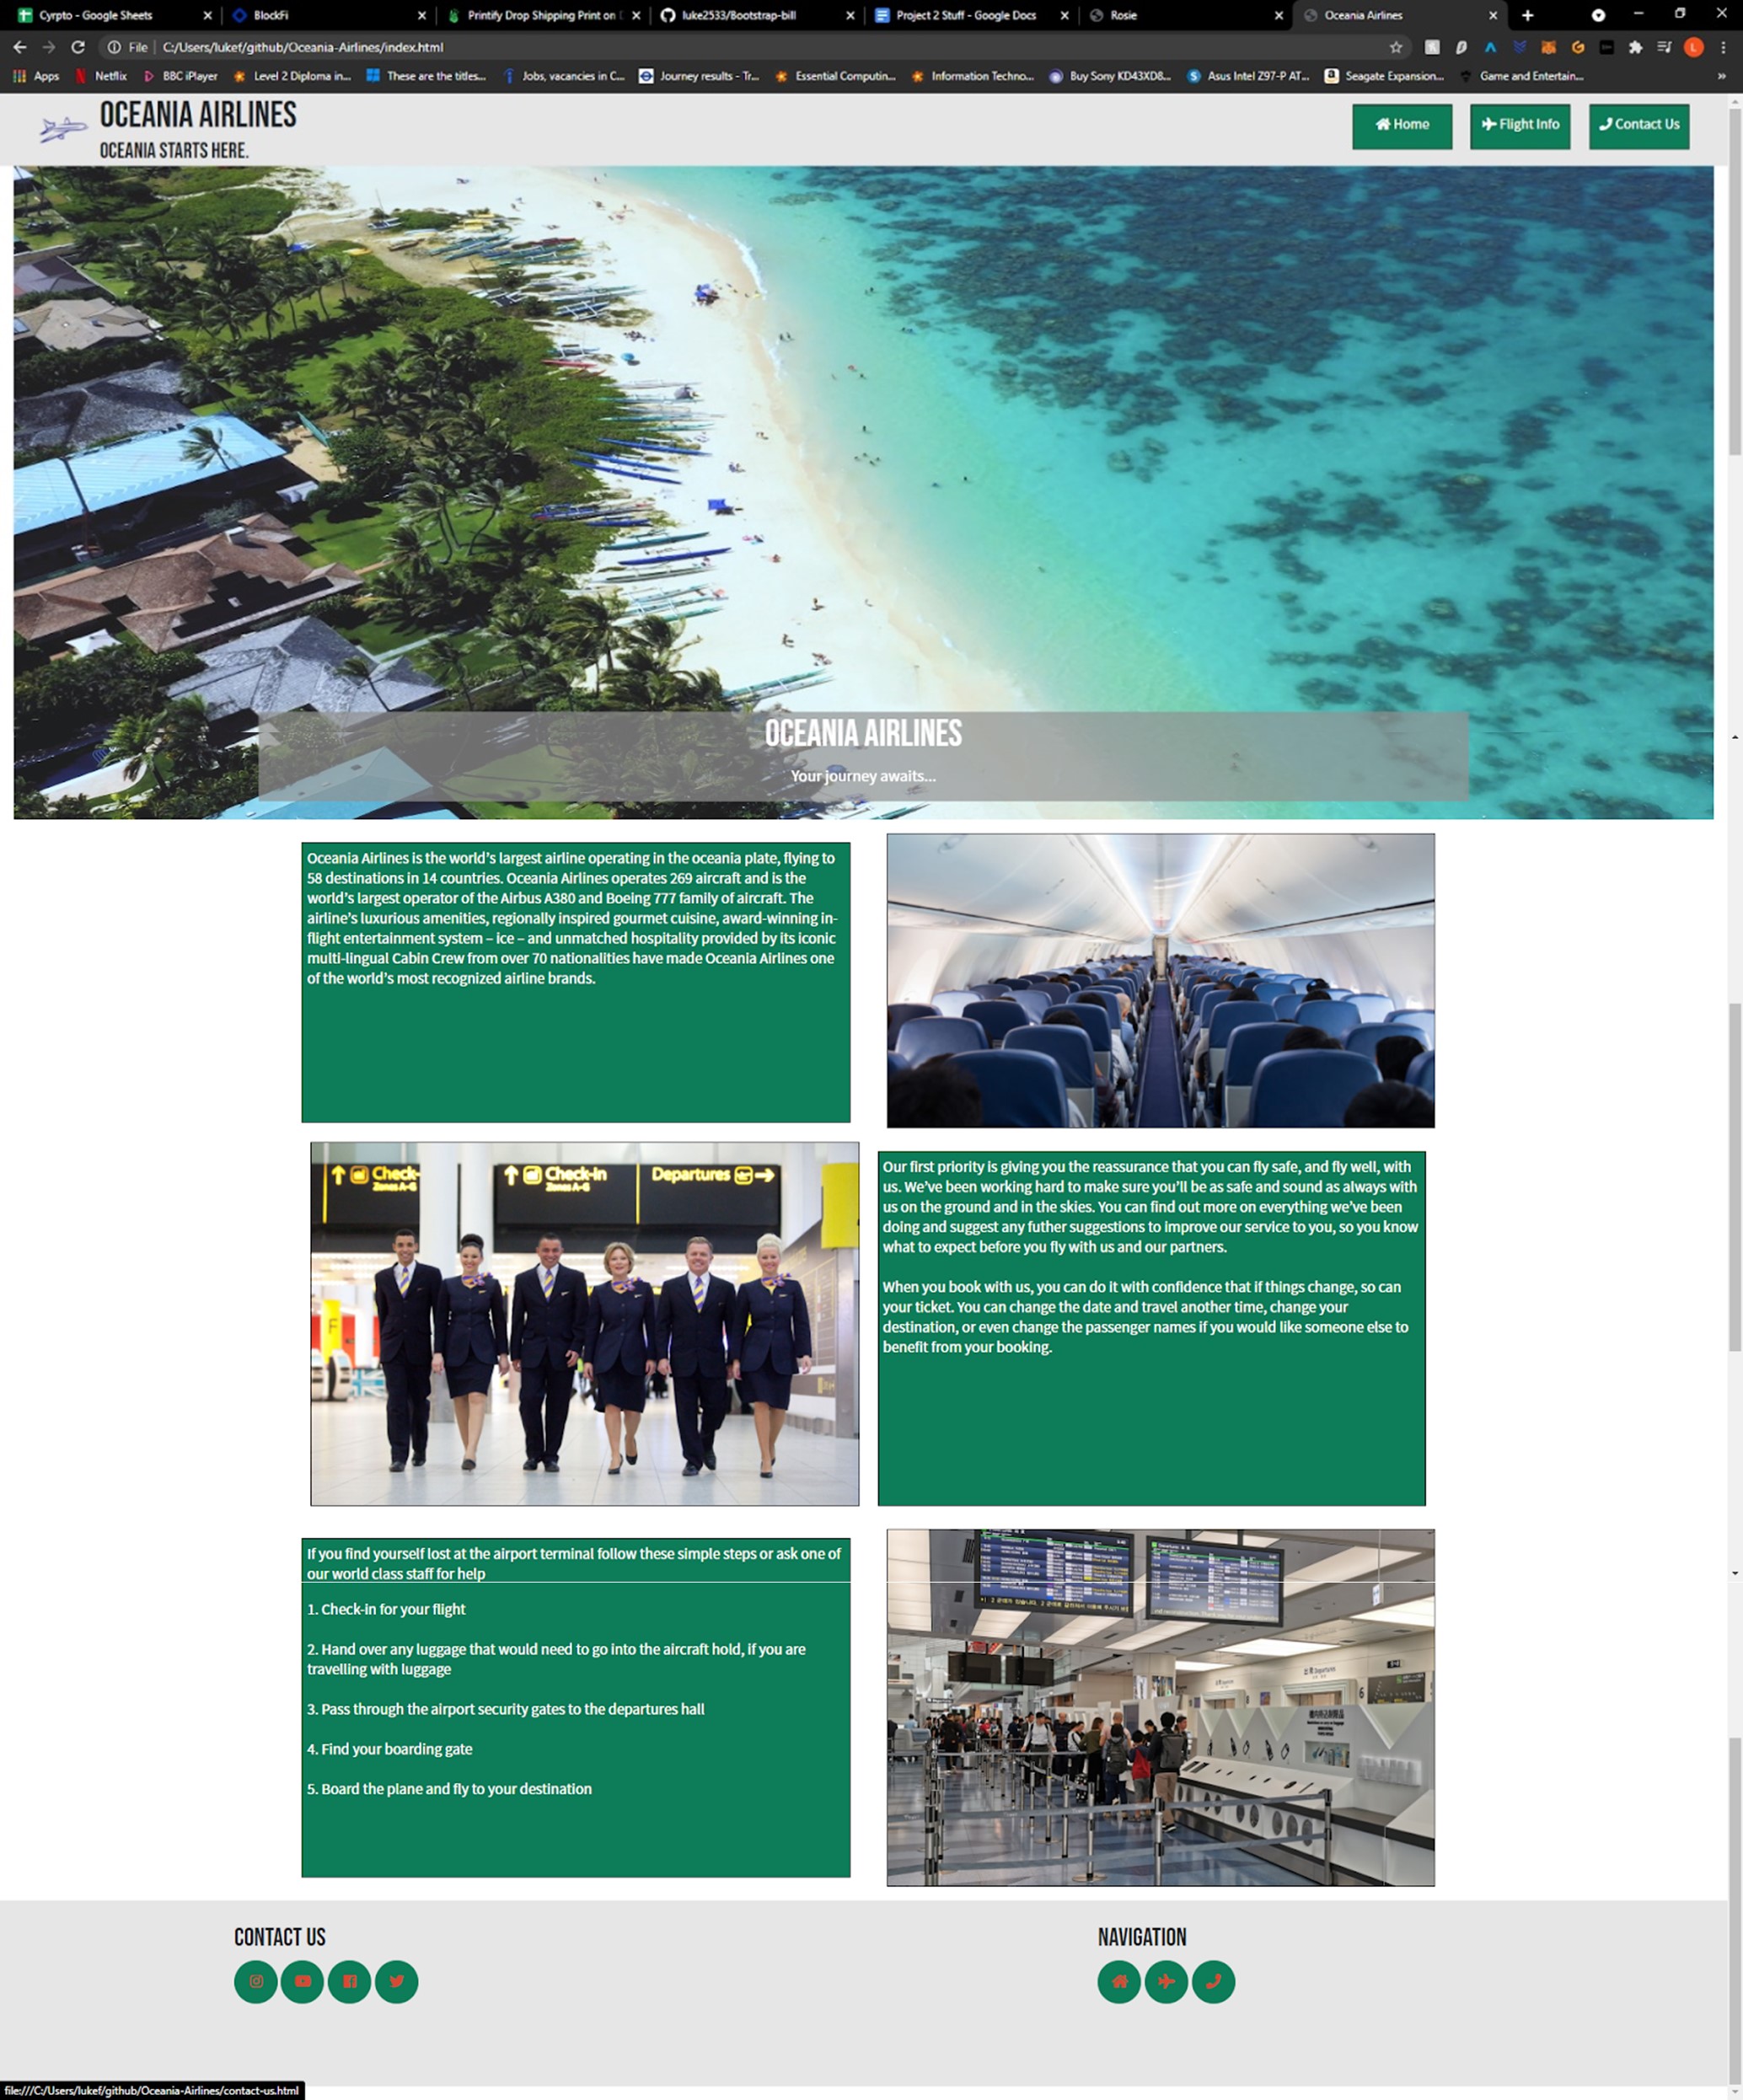 Cyrpto - Google Sheets
BlockFi
Printify Drop Shipping Print on
luke2533/Bootstrap-bill
Project 2 Stuff - Google Docs
Rosie
Oceania Airlines
File C:/Users/lukef/github/Oceania-Airlines/index.html
Apps
Netflix
BBC iPlayer
Level 2 Diploma in...
These are the titles...
Jobs, vacancies in C...
Journey results - Tr...
Essential Computin...
Information Techno...
Buy Sony KD43XD8...
Asus Intel Z97-P AT...
Seagate Expansion...
Game and Entertain...
OCEANIA AIRLINES
OCEANIA STARTS HERE.
Home
Flight Info
Contact Us
OCEANIA AIRLINES
Your journey awaits...
Oceania Airlines is the world's largest airline operating in the oceania plate, flying to
58 destinations in 14 countries. Oceania Airlines operates 269 aircraft and is the
world's largest operator of the Airbus A380 and Boeing 777 family of aircraft. The
airline's luxurious amenities, regionally inspired gourmet cuisine, award-winning in-
flight entertainment system – ice – and unmatched hospitality provided by its iconic
multi-lingual Cabin Crew from over 70 nationalities have made Oceania Airlines one
of the world's most recognized airline brands.
Check-
Zones A-G
Check-in
Zones A-G
Departures
F
Our first priority is giving you the reassurance that you can fly safe, and fly well, with
us. We've been working hard to make sure you'll be as safe and sound as always with
us on the ground and in the skies. You can find out more on everything we've been
doing and suggest any futher suggestions to improve our service to you, so you know
what to expect before you fly with us and our partners.
When you book with us, you can do it with confidence that if things change, so can
your ticket. You can change the date and travel another time, change your
destination, or even change the passenger names if you would like someone else to
benefit from your booking.
If you find yourself lost at the airport terminal follow these simple steps or ask one of
our world class staff for help
1. Check-in for your flight
2. Hand over any luggage that would need to go into the aircraft hold, if you are
travelling with luggage
3. Pass through the airport security gates to the departures hall
4. Find your boarding gate
5. Board the plane and fly to your destination
CONTACT US
NAVIGATION
file:///C:/Users/lukef/github/Oceania-Airlines/contact-us.html